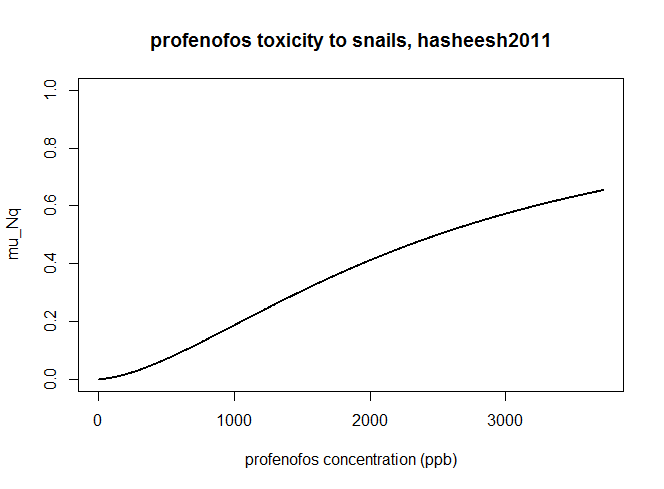 profenofos toxicity to snails, hasheesh2011
1.0
0.8
0.6
0.4
0.2
0.0
mu_Nq
0 1000 2000 3000
profenofos concentration (ppb)